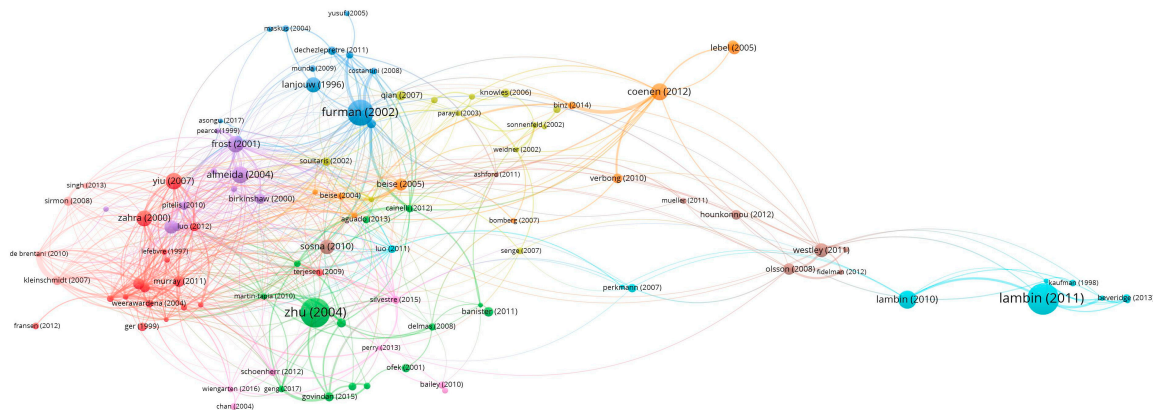 yusuf (2005)
maskus (2004)
dechezlepretre (2011)
lebel (2005)
munda (2009)
costantini (2008)
lanjouw (1996)
coenen (2012)
qian (2007)
knowles (2006)
binz (2014)
furman (2002)
parays (2003)
asongu (2017)
sonnenfeld (2002)
pearce (1999)
frost (2001)
weidner (2002)
souitaris (2002)
almeida (2004)
ashford (2011)
yiu (2007)
verbong (2010)
singh (2013)
beise (2005)
beise (2004)
birkinshaw (2000)
sirmon (2008)
mueller (2011)
pitelis (2010)
cainelli (2012)
hounkonnou (2012)
zahra (2000)
aguado (2013)
bomberg (2007)
luo (2012)
sosna (2010)
luo (2011)
senge (2007)
westley (2011)
lefebvre (1997)
de brentani (2010)
olsson (2008)
fidelman (2012)
terjesen (2009)
kleinschmidt (2007)
murray (2011)
kaufman (1998)
perkmann (2007)
martin-tapia (2010)
silvestre (2015)
lambin (2010)
lambin (2011)
beveridge (2013)
weerawardena (2004)
zhu (2004)
banister (2011)
fransen (2012)
ger (1999)
delmas (2008)
perry (2013)
ofek (2001)
schoenherr (2012)
bailey (2010)
wiengarten (2016)
geng (2017)
govindan (2015)
chan (2004)